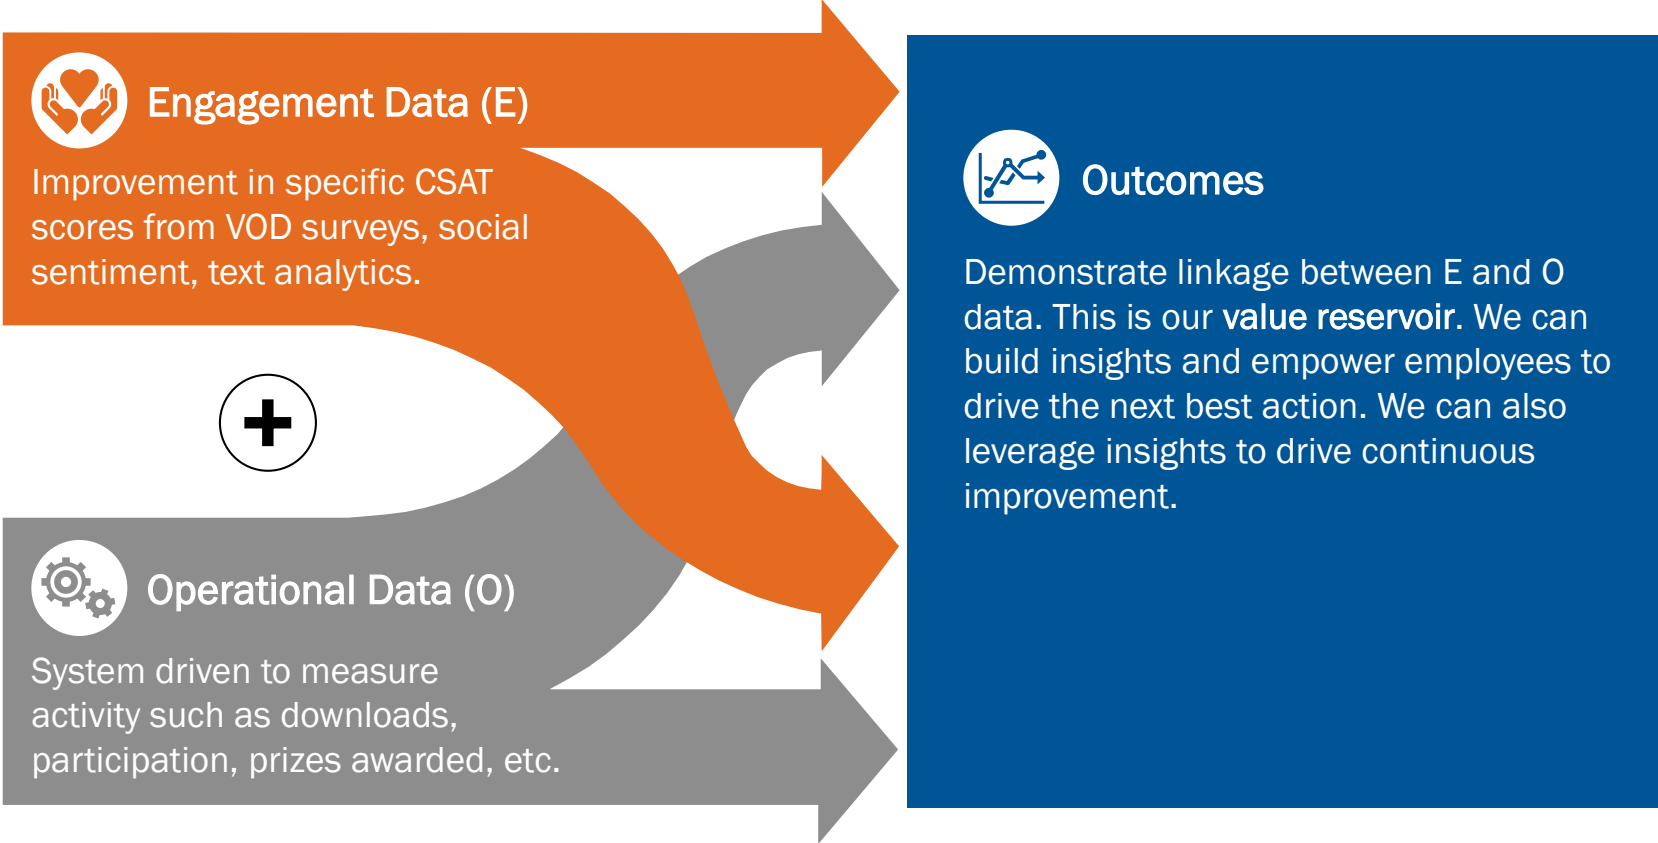 Engagement Data (E)
Improvement in specific CSAT
scores from VOD surveys, social
sentiment, text analytics.
Operational Data (O)
System driven to measure
activity such as downloads,
participation, prizes awarded, etc.
Outcomes
Demonstrate linkage between E and O
data. This is our value reservoir. We can
build insights and empower employees to
drive the next best action. We can also
leverage insights to drive continuous
improvement.